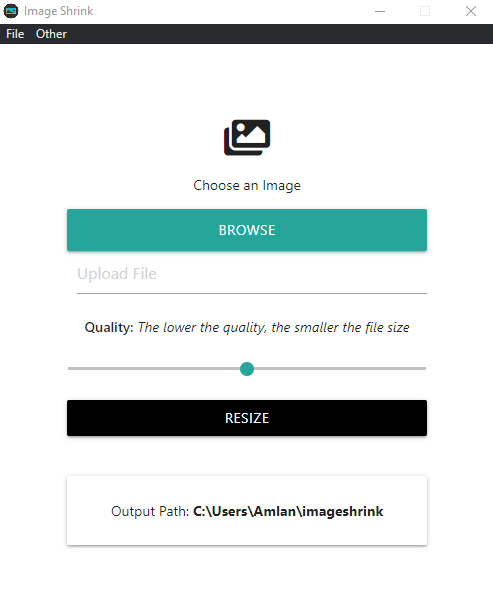 Image Shrink
File Other
Choose an Image
BROWSE
Upload File
Quality: The lower the quality, the smaller the file size
RESIZE
Output Path: C:\Users\Amlan\imageshrink